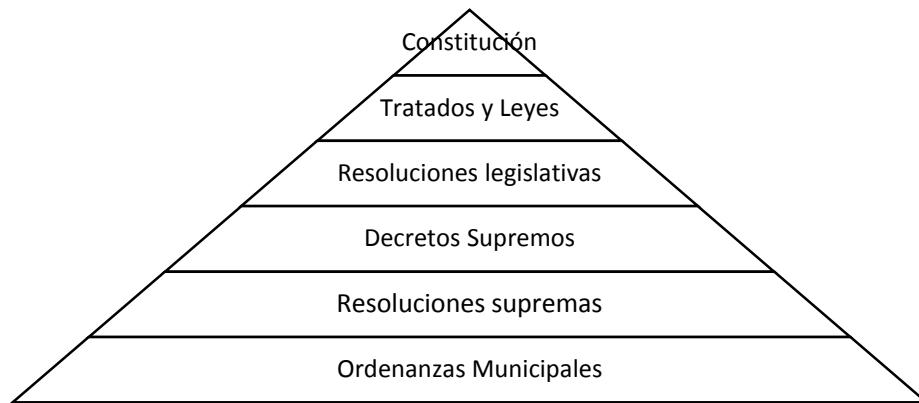 Constitución
Tratados y Leyes
Resoluciones legislativas
Decretos Supremos
Resoluciones supremas
Ordenanzas Municipales